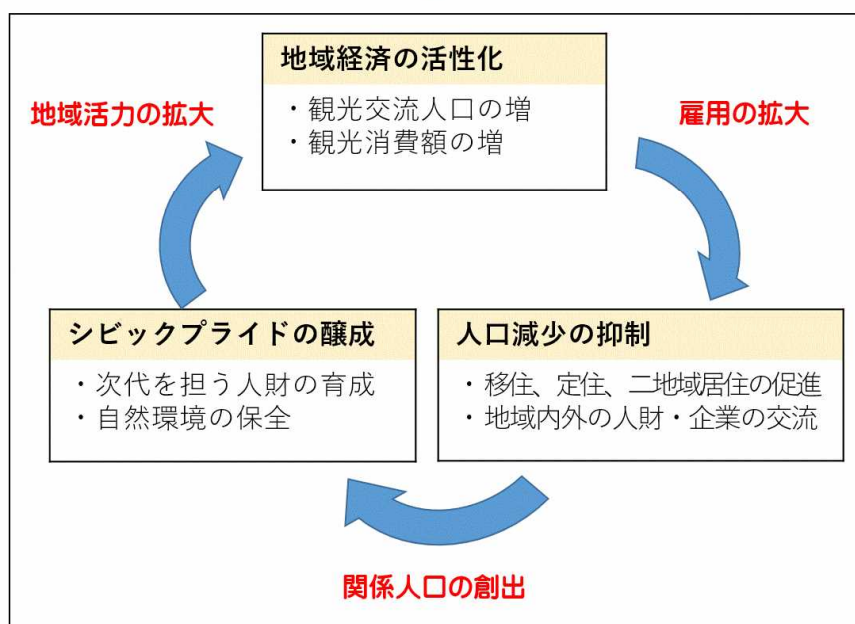 地域経済の活性化
・観光交流人口の増
・観光消費額の増
地域活力の拡大
雇用の拡大
シビックプライドの醸成
・次代を担う人財の育成
・自然環境の保全
人口減少の抑制
・移住、定住、二地域居住の促進
・地域内外の人財・企業の交流
関係人口の創出